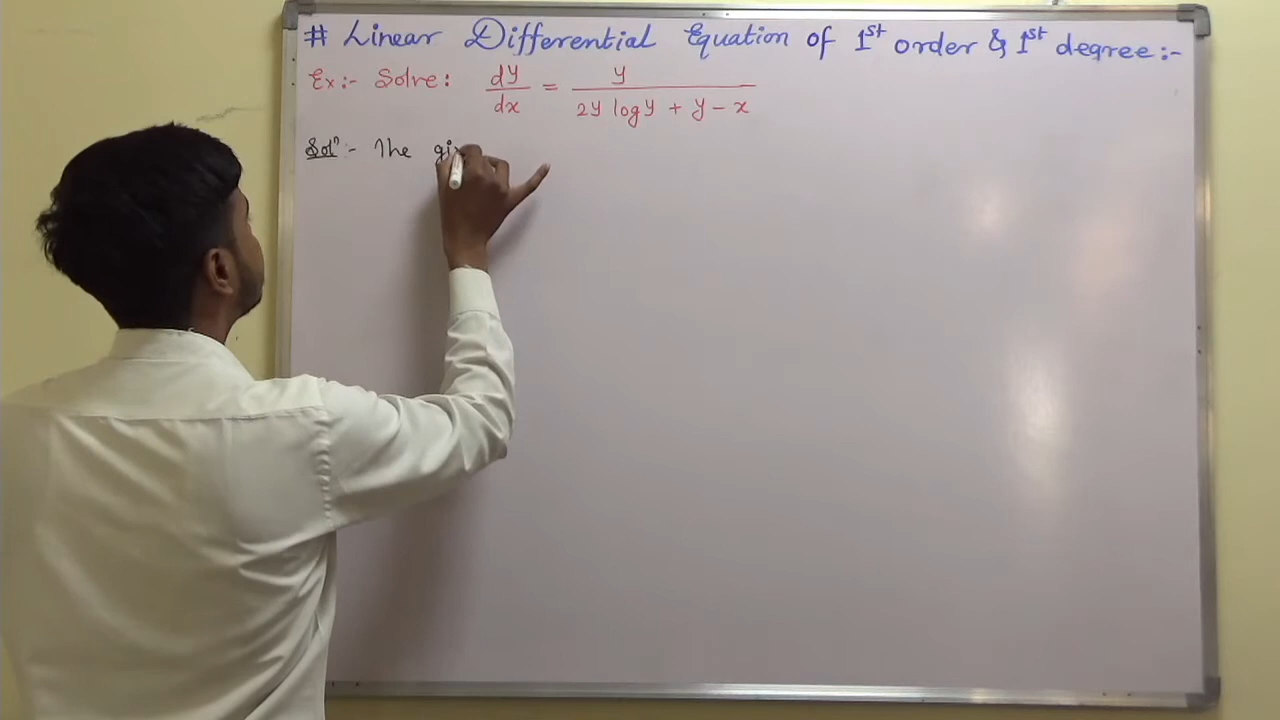 # Linear Differential Equation of 1st order & 1st degree:-
Ex:- Solve: dy/dx = y/(2y log y + y - x)
Solⁿ:- The